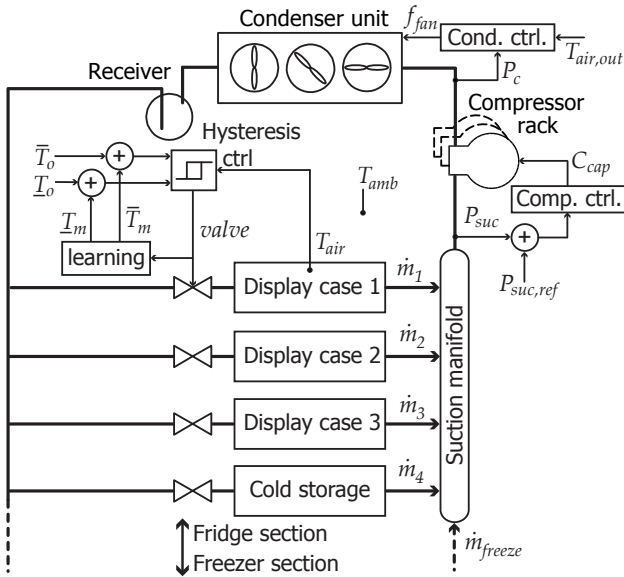 Condenser unit
f_fan
Cond. ctrl.
T_air,out
Receiver
P_c
Compressor
rack
Hysteresis
T̄_o
ctrl
T̲_o
T_amb
C_cap
Comp. ctrl.
T̲_m
T̄_m
valve
P_suc
learning
T_air
P_suc,ref
Display case 1
ṁ_1
Display case 2
ṁ_2
Display case 3
ṁ_3
Cold storage
ṁ_4
Suction manifold
Fridge section
Freezer section
ṁ_freeze